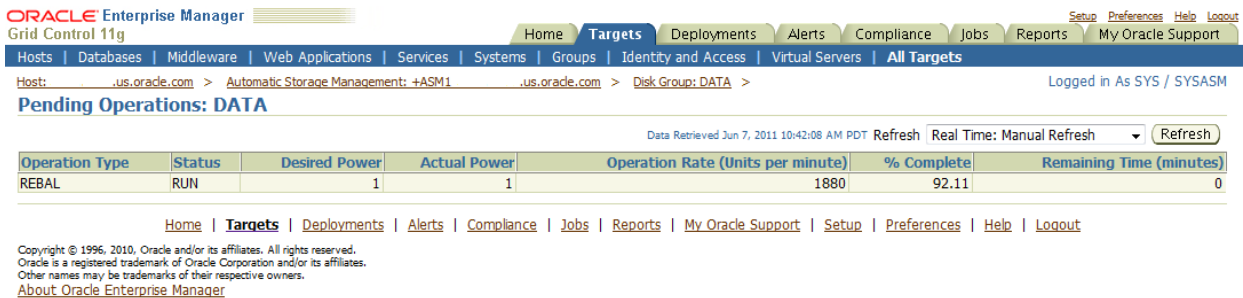 ORACLE Enterprise Manager
Grid Control 11g
Setup Preferences Help Logout
Home Targets Deployments Alerts Compliance Jobs Reports My Oracle Support
Hosts | Databases | Middleware | Web Applications | Services | Systems | Groups | Identity and Access | Virtual Servers | All Targets
Host: .us.oracle.com > Automatic Storage Management: +ASM1 .us.oracle.com > Disk Group: DATA >
Logged in As SYS / SYSASM
Pending Operations: DATA
Data Retrieved Jun 7, 2011 10:42:08 AM PDT Refresh Real Time: Manual Refresh Refresh
Operation Type Status Desired Power Actual Power Operation Rate (Units per minute) % Complete Remaining Time (minutes)
REBAL RUN 1 1 1880 92.11 0
Home | Targets | Deployments | Alerts | Compliance | Jobs | Reports | My Oracle Support | Setup | Preferences | Help | Logout
Copyright © 1996, 2010, Oracle and/or its affiliates. All rights reserved.
Oracle is a registered trademark of Oracle Corporation and/or its affiliates.
Other names may be trademarks of their respective owners.
About Oracle Enterprise Manager